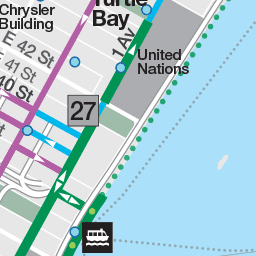 Chrysler
Building
Turtle
Bay
E 42 St
E 41 St
40 St
1 Av
United
Nations
27